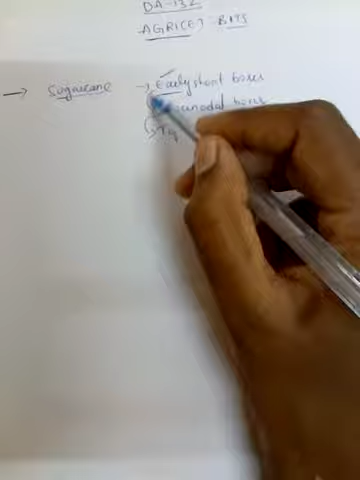 DA-132
AGRICET-BITS
→ Sugarcane → Early shoot borer
nodal borer
→ T